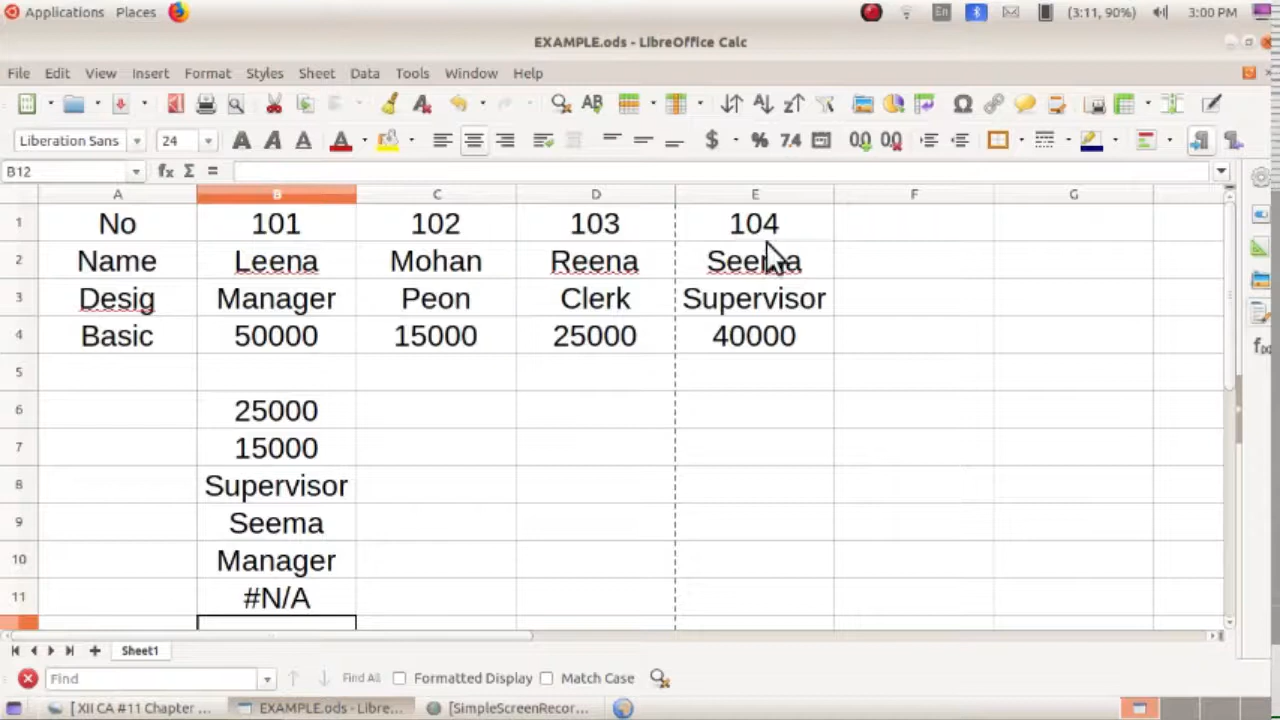 Applications Places En (3:11, 90%) 3:00 PM
EXAMPLE.ods - LibreOffice Calc
File Edit View Insert Format Styles Sheet Data Tools Window Help
Liberation Sans 24
B12
A B C D E F G
1 No 101 102 103 104
2 Name Leena Mohan Reena Seema
3 Desig Manager Peon Clerk Supervisor
4 Basic 50000 15000 25000 40000
5
6 25000
7 15000
8 Supervisor
9 Seema
10 Manager
11 #N/A
Sheet1
Find Find All Formatted Display Match Case
[ XII CA #11 Chapter ... EXAMPLE.ods - Libre... [SimpleScreenRecor...